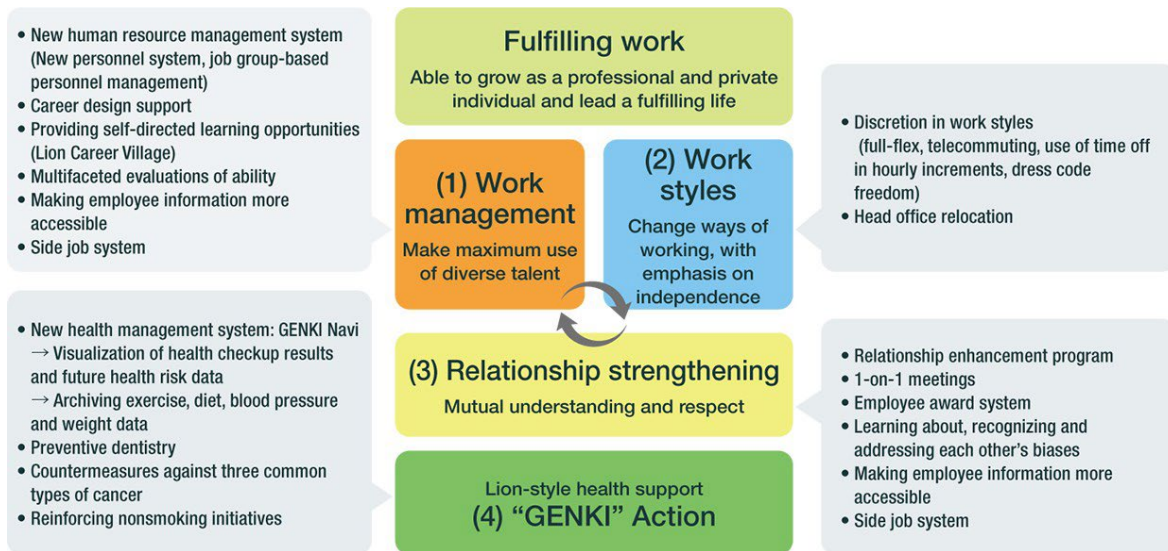 • New human resource management system
(New personnel system, job group-based
personnel management)
• Career design support
• Providing self-directed learning opportunities
(Lion Career Village)
• Multifaceted evaluations of ability
• Making employee information more
accessible
• Side job system
Fulfilling work
Able to grow as a professional and private
individual and lead a fulfilling life
(1) Work
management
Make maximum use
of diverse talent
(2) Work
styles
Change ways of
working, with
emphasis on
independence
• Discretion in work styles
(full-flex, telecommuting, use of time off
in hourly increments, dress code
freedom)
• Head office relocation
• New health management system: GENKI Navi
→ Visualization of health checkup results
and future health risk data
→ Archiving exercise, diet, blood pressure
and weight data
• Preventive dentistry
• Countermeasures against three common
types of cancer
• Reinforcing nonsmoking initiatives
(3) Relationship strengthening
Mutual understanding and respect
Lion-style health support
(4) “GENKI” Action
• Relationship enhancement program
• 1-on-1 meetings
• Employee award system
• Learning about, recognizing and
addressing each other’s biases
• Making employee information more
accessible
• Side job system